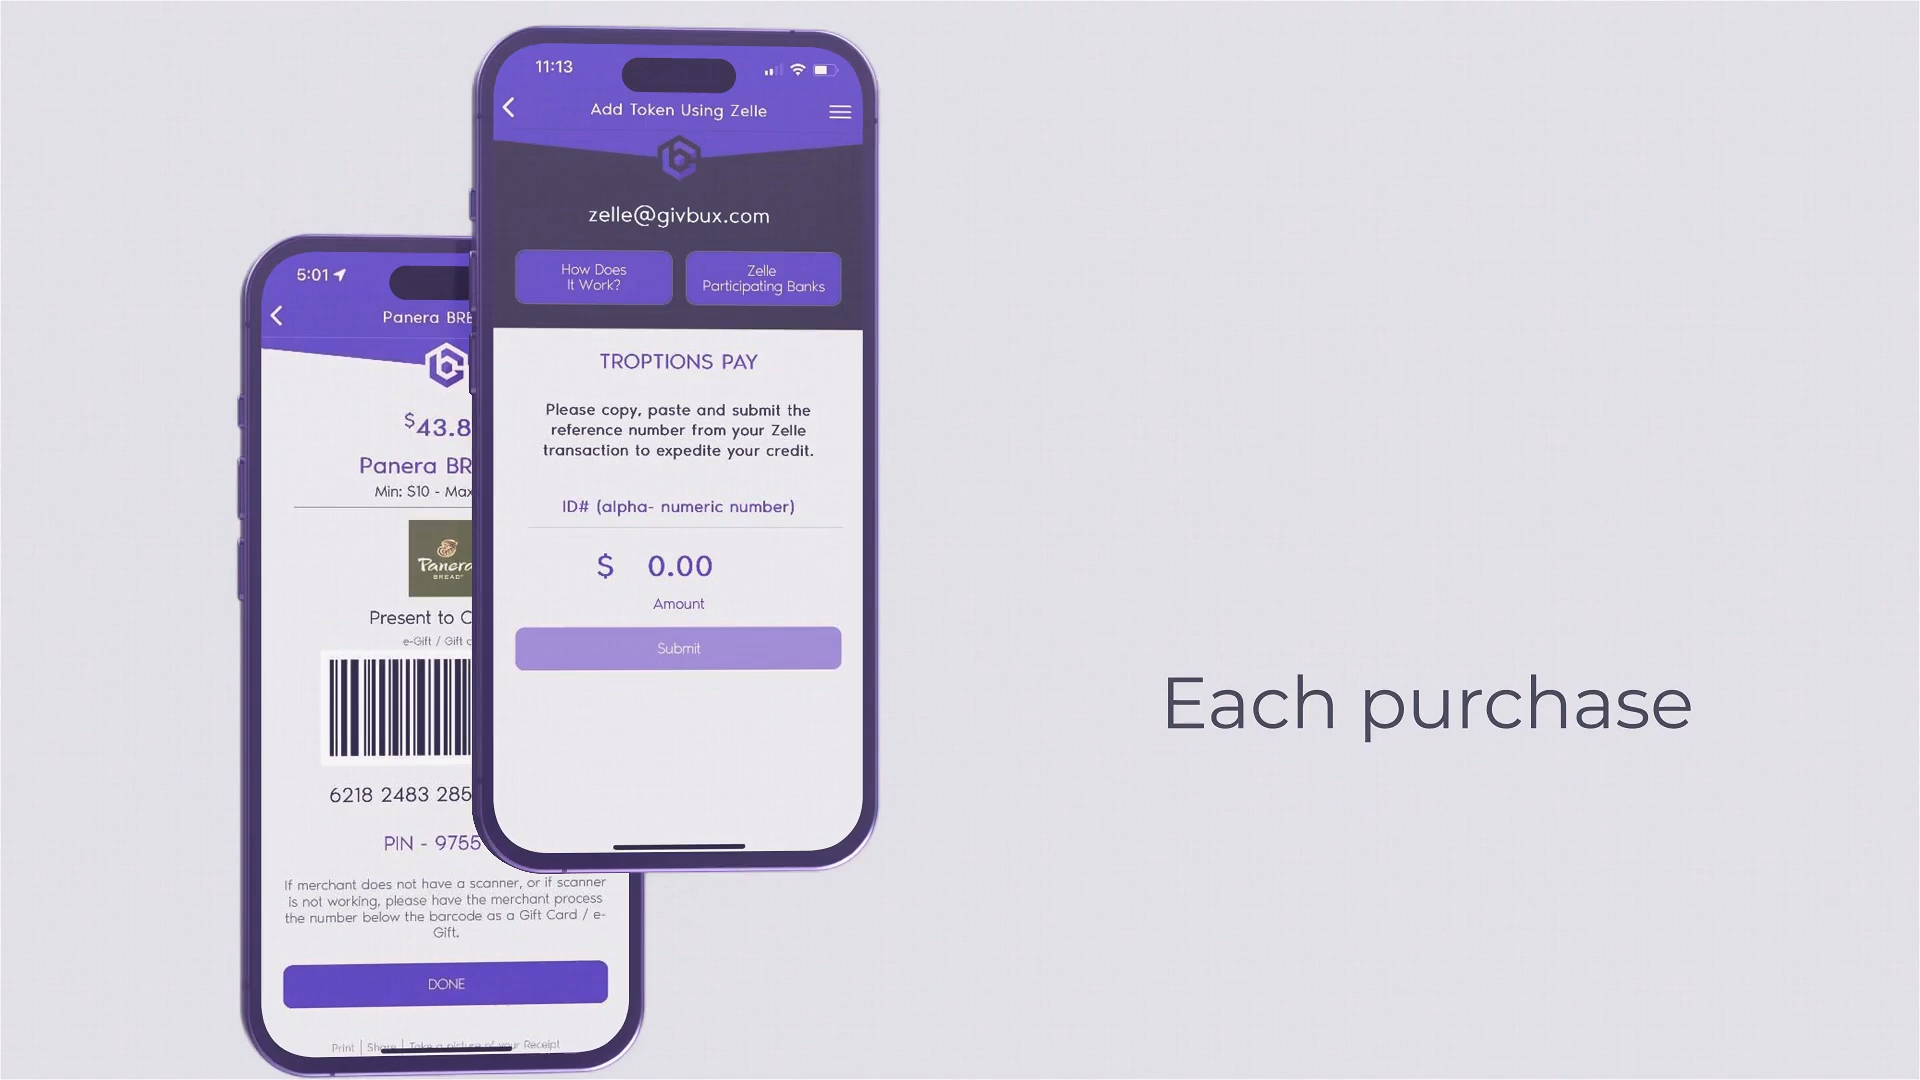 11:13
Add Token Using Zelle
zelle@givbux.com
How Does
It Work?
Zelle
Participating Banks
TROPTIONS PAY
Please copy, paste and submit the
reference number from your Zelle
transaction to expedite your credit.
ID# (alpha- numeric number)
$ 0.00
Amount
Submit
5:01
Panera BRE
$43.8
Panera BR
Min: $10 - Max
Panera
BREAD
Present to C
e-Gift / Gift c
6218 2483 285
PIN - 9755
If merchant does not have a scanner, or if scanner
is not working, please have the merchant process
the number below the barcode as a Gift Card / e-
Gift.
DONE
Print | Share | Take a picture of your Receipt
Each purchase